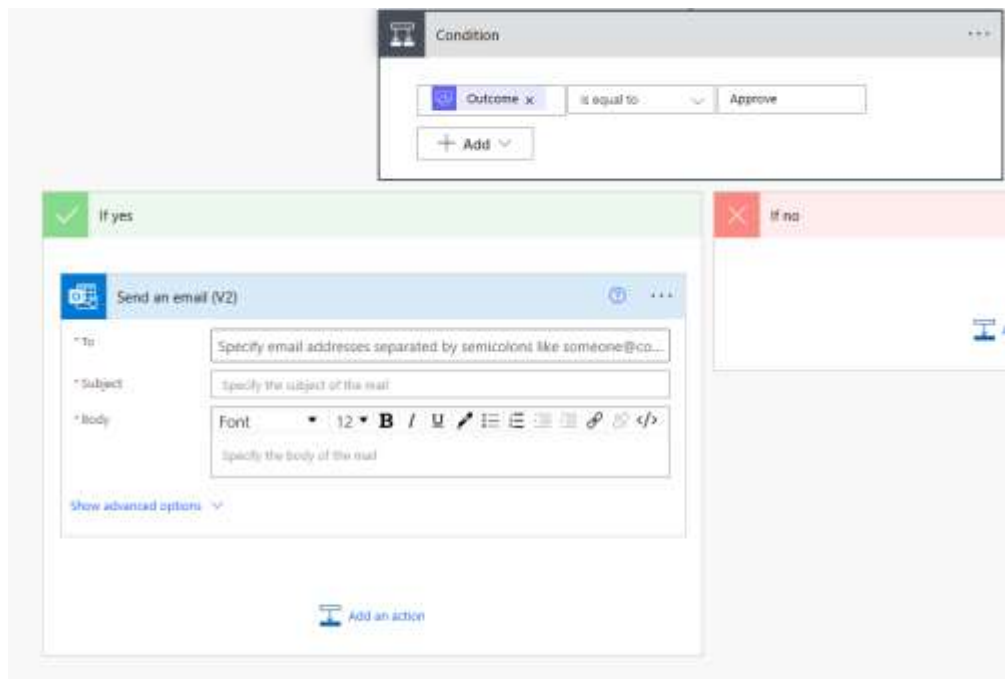 Condition
Outcome x is equal to Approve
Add
If yes
If no
Send an email (V2)
* To Specify email addresses separated by semicolons like someone@co...
* Subject Specify the subject of the mail
* Body Font 12 B I U </>
Specify the body of the mail
Show advanced options
Add an action